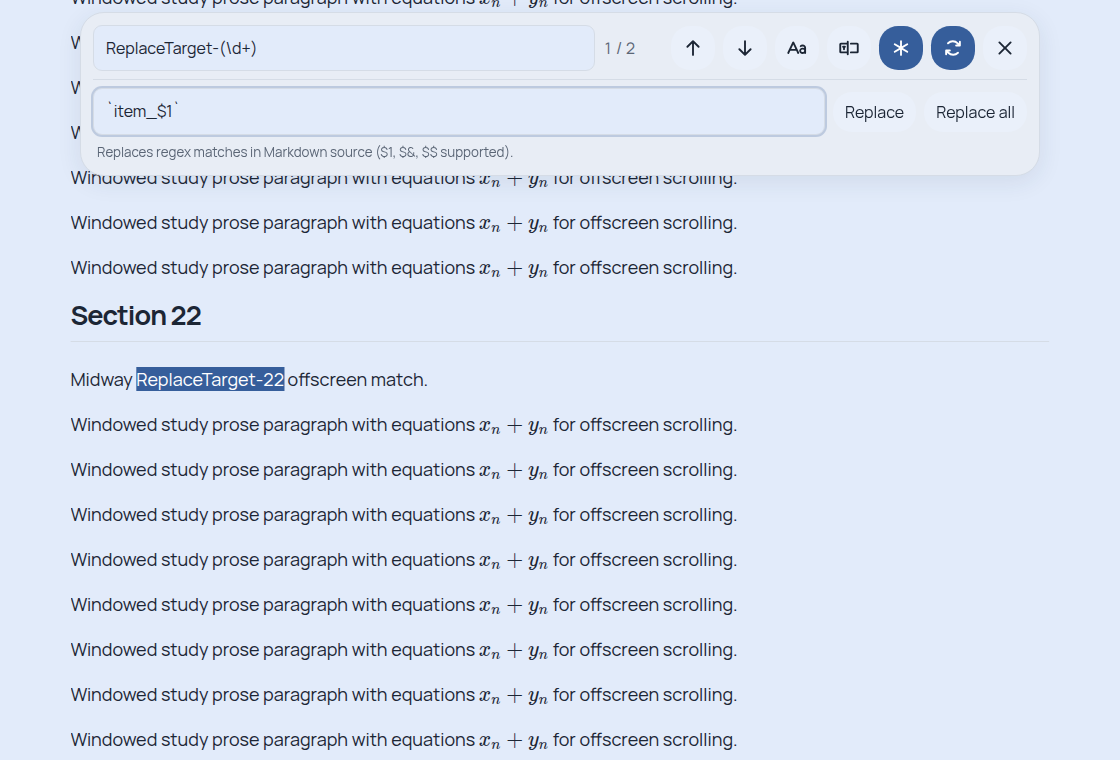 ReplaceTarget-(\d+)
1 / 2
Aa
`item_$1`
Replace
Replace all
Replaces regex matches in Markdown source ($1, $&, $$ supported).
Windowed study prose paragraph with equations xₙ + yₙ for offscreen scrolling.
Windowed study prose paragraph with equations xₙ + yₙ for offscreen scrolling.
Windowed study prose paragraph with equations xₙ + yₙ for offscreen scrolling.
Section 22
Midway ReplaceTarget-22 offscreen match.
Windowed study prose paragraph with equations xₙ + yₙ for offscreen scrolling.
Windowed study prose paragraph with equations xₙ + yₙ for offscreen scrolling.
Windowed study prose paragraph with equations xₙ + yₙ for offscreen scrolling.
Windowed study prose paragraph with equations xₙ + yₙ for offscreen scrolling.
Windowed study prose paragraph with equations xₙ + yₙ for offscreen scrolling.
Windowed study prose paragraph with equations xₙ + yₙ for offscreen scrolling.
Windowed study prose paragraph with equations xₙ + yₙ for offscreen scrolling.
Windowed study prose paragraph with equations xₙ + yₙ for offscreen scrolling.